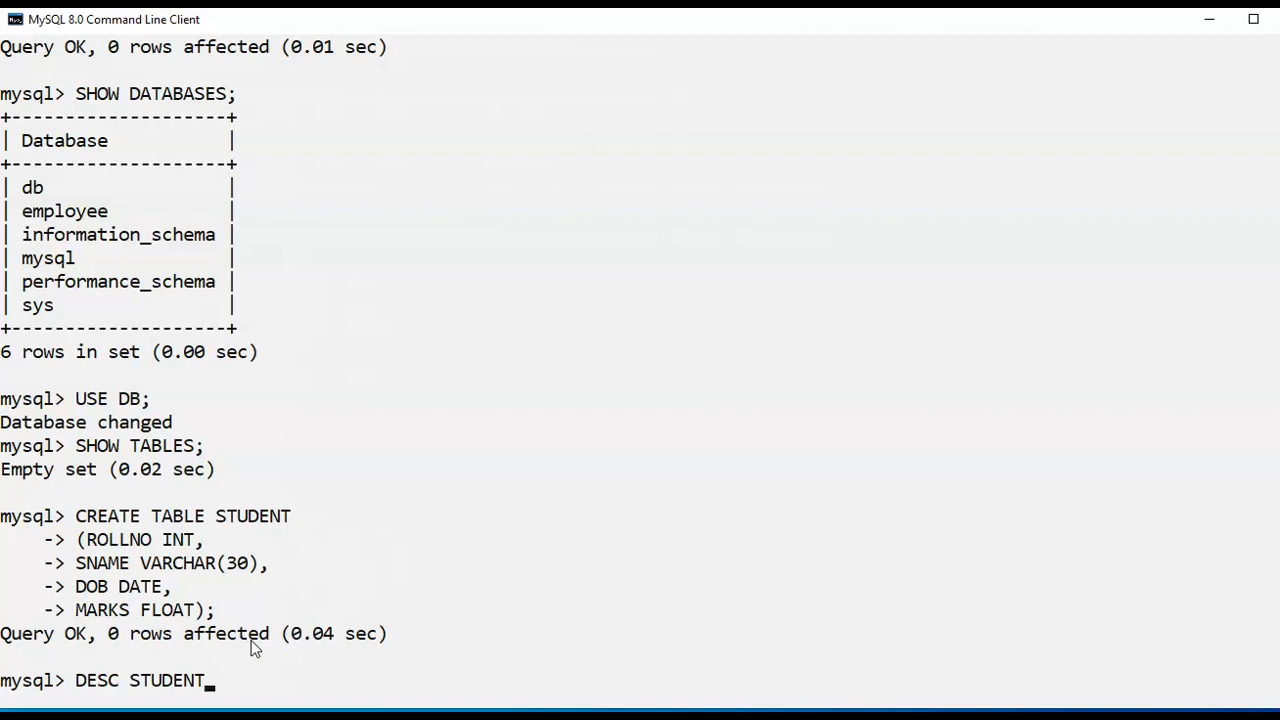 MySQL 8.0 Command Line Client
Query OK, 0 rows affected (0.01 sec)
mysql> SHOW DATABASES;
+--------------------+
| Database           |
+--------------------+
| db                 |
| employee           |
| information_schema |
| mysql              |
| performance_schema |
| sys                |
+--------------------+
6 rows in set (0.00 sec)
mysql> USE DB;
Database changed
mysql> SHOW TABLES;
Empty set (0.02 sec)
mysql> CREATE TABLE STUDENT
    -> (ROLLNO INT,
    -> SNAME VARCHAR(30),
    -> DOB DATE,
    -> MARKS FLOAT);
Query OK, 0 rows affected (0.04 sec)
mysql> DESC STUDENT